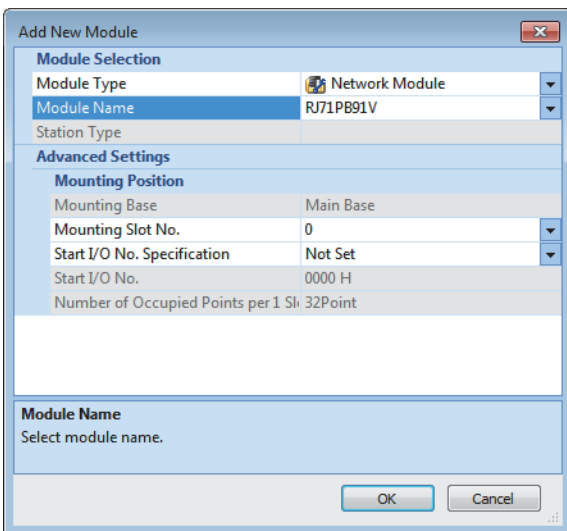 Add New Module
Module Selection
Module Type Network Module
Module Name RJ71PB91V
Station Type
Advanced Settings
Mounting Position
Mounting Base Main Base
Mounting Slot No. 0
Start I/O No. Specification Not Set
Start I/O No. 0000 H
Number of Occupied Points per 1 Sl 32Point
Module Name
Select module name.
OK Cancel